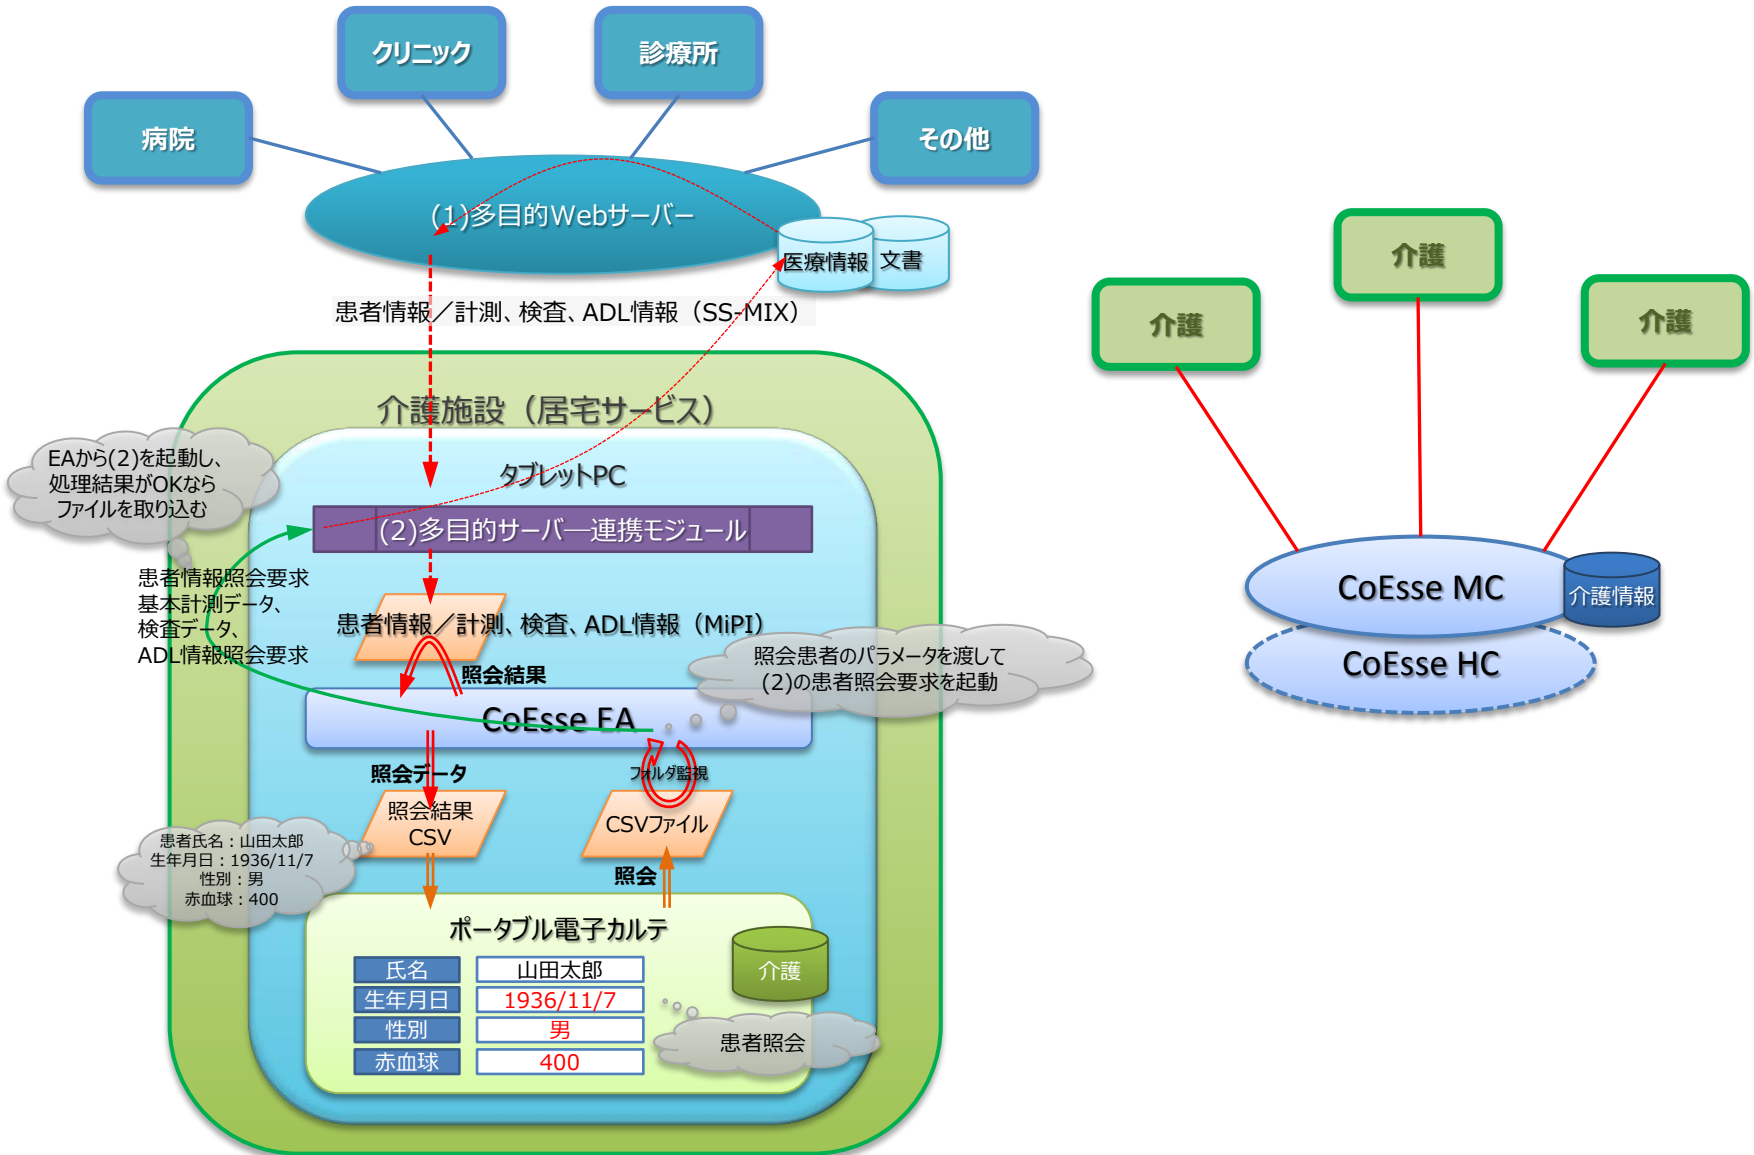 クリニック
診療所
病院
その他
(1)多目的Webサーバー
医療情報
文書
患者情報／計測、検査、ADL情報（SS-MIX）
介護
介護
介護
介護施設（居宅サービス）
EAから(2)を起動し、
処理結果がOKなら
ファイルを取り込む
タブレットPC
(2)多目的サーバー連携モジュール
患者情報照会要求
基本計測データ、
検査データ、
ADL情報照会要求
患者情報／計測、検査、ADL情報（MiPI）
照会結果
照会患者のパラメータを渡して
(2)の患者照会要求を起動
CoEsse MC
介護情報
CoEsse HC
CoEsse EA
照会データ
フォルダ監視
照会結果
CSV
CSVファイル
患者氏名：山田太郎
生年月日：1936/11/7
性別：男
赤血球：400
照会
ポータブル電子カルテ
氏名 山田太郎
生年月日 1936/11/7
性別 男
赤血球 400
介護
患者照会